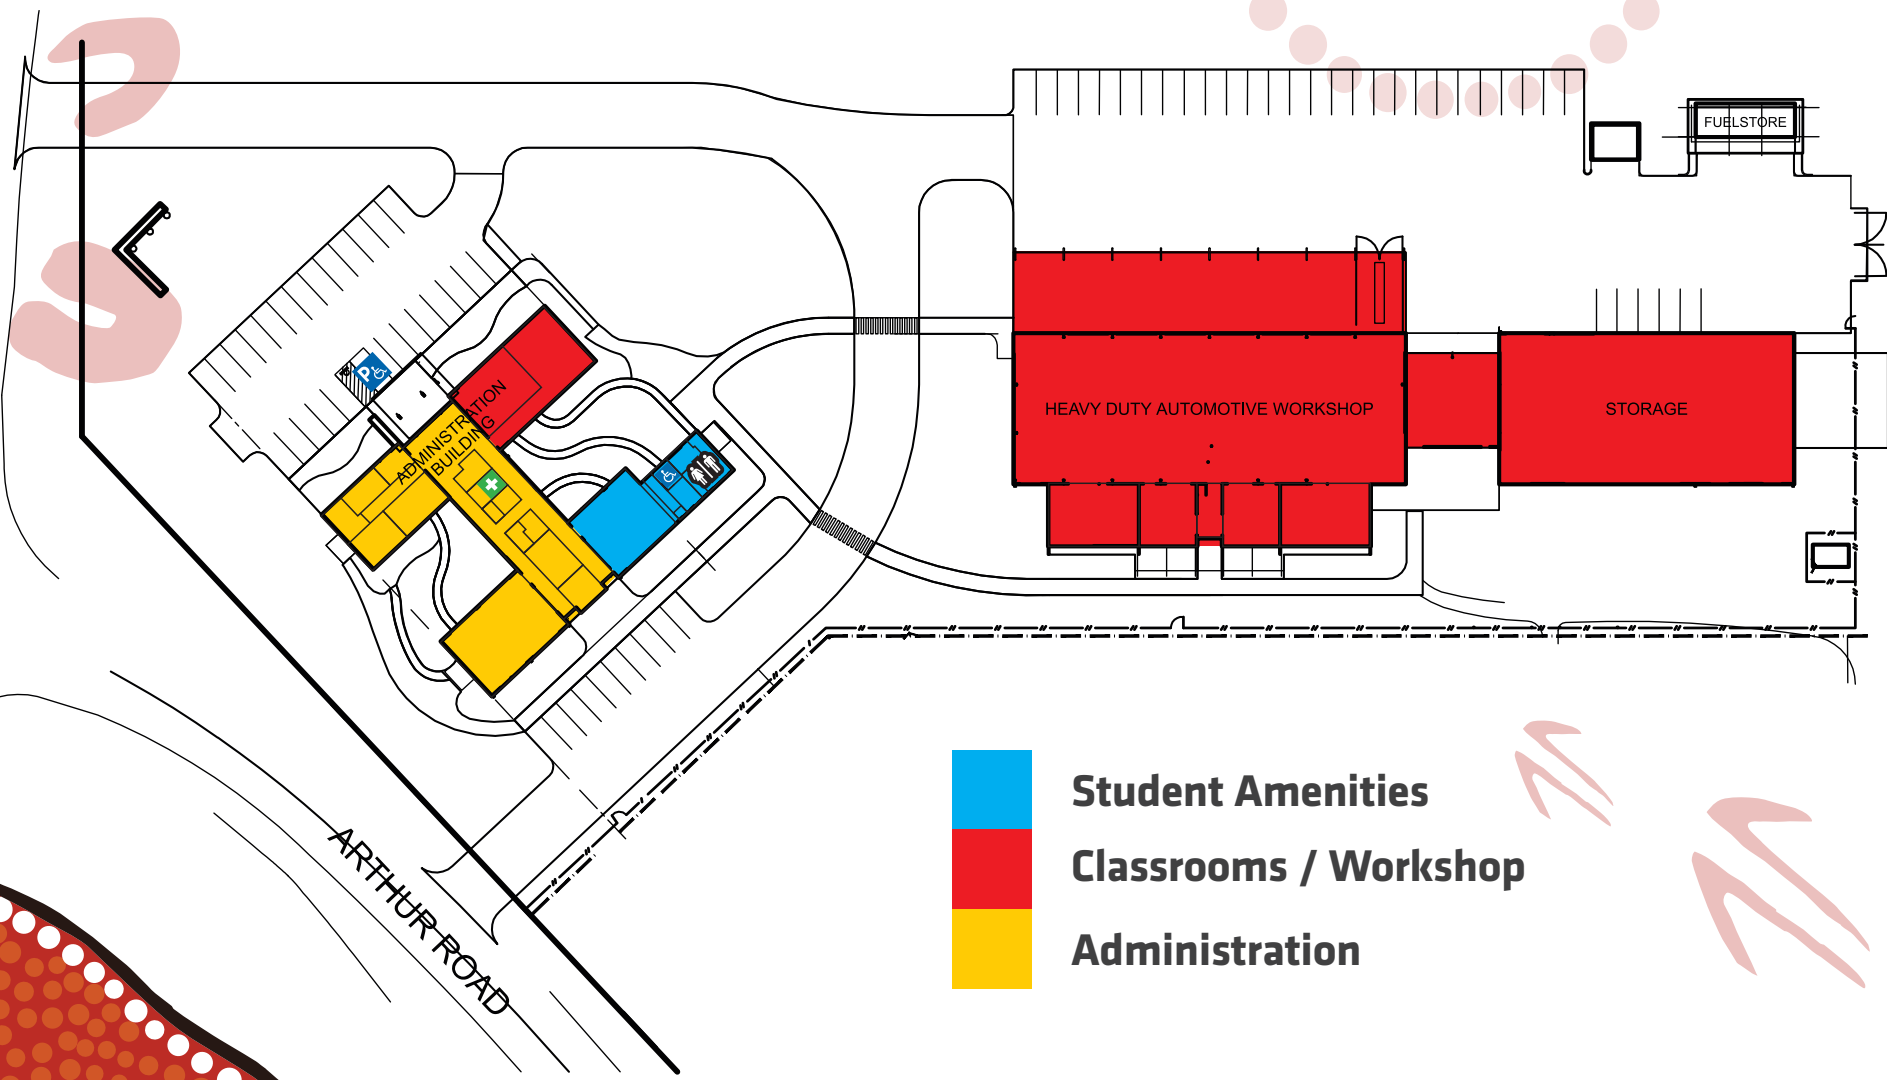 FUELSTORE
P
ADMINISTRATION
BUILDING
HEAVY DUTY AUTOMOTIVE WORKSHOP
STORAGE
Student Amenities
Classrooms / Workshop
Administration
ARTHUR ROAD